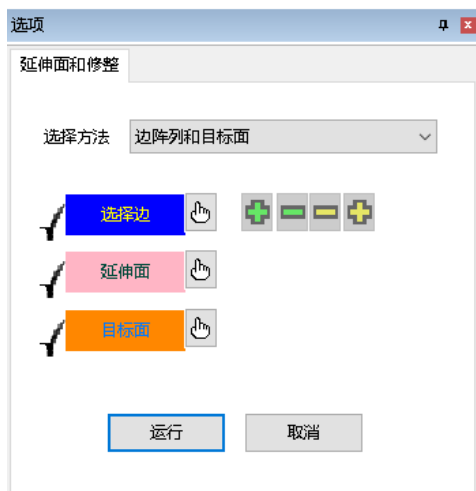 选项
延伸面和修整
选择方法 边阵列和目标面
选择边
延伸面
目标面
运行 取消